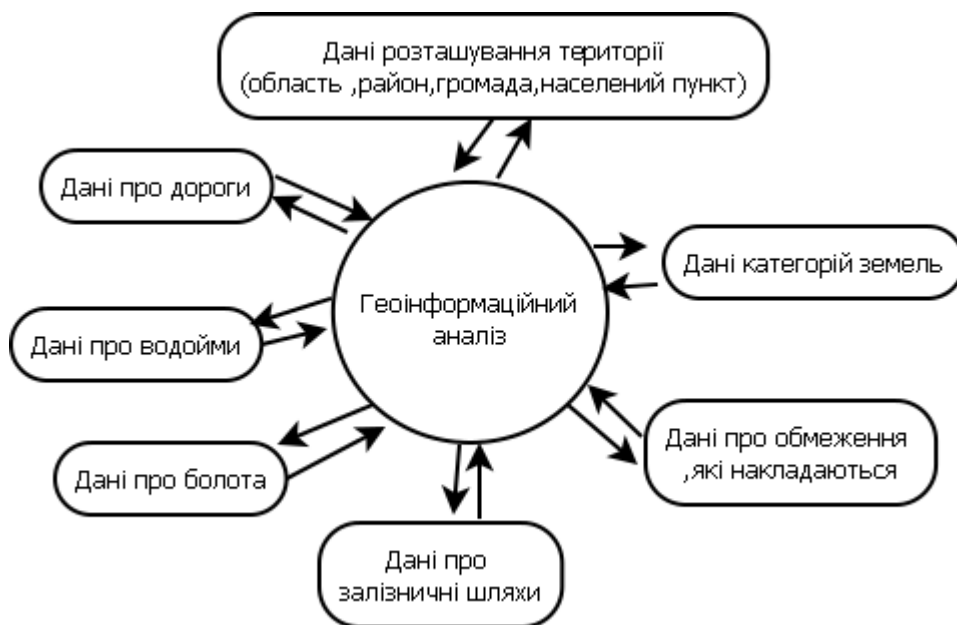 Дані розташування території
(область ,район,громада,населений пункт)
Дані про дороги
Дані категорій земель
Геоінформаційний
аналіз
Дані про водойми
Дані про обмеження
,які накладаються
Дані про болота
Дані про
залізничні шляхи